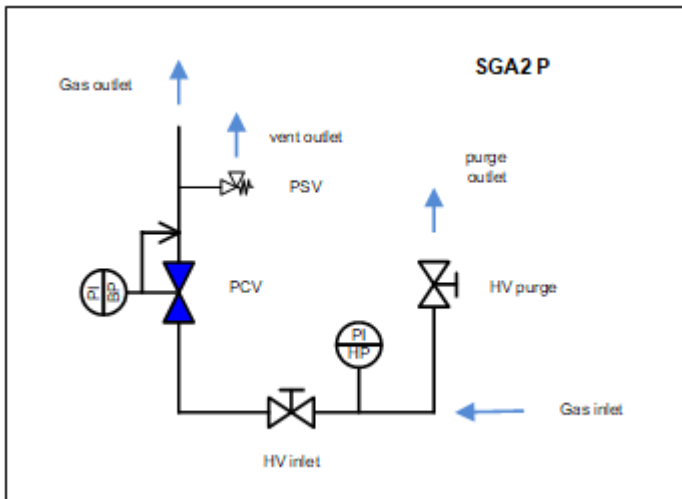 SGA2 P
Gas outlet
vent outlet
purge
outlet
PSV
PI
BP
PCV
HV purge
PI
HP
Gas inlet
HV inlet